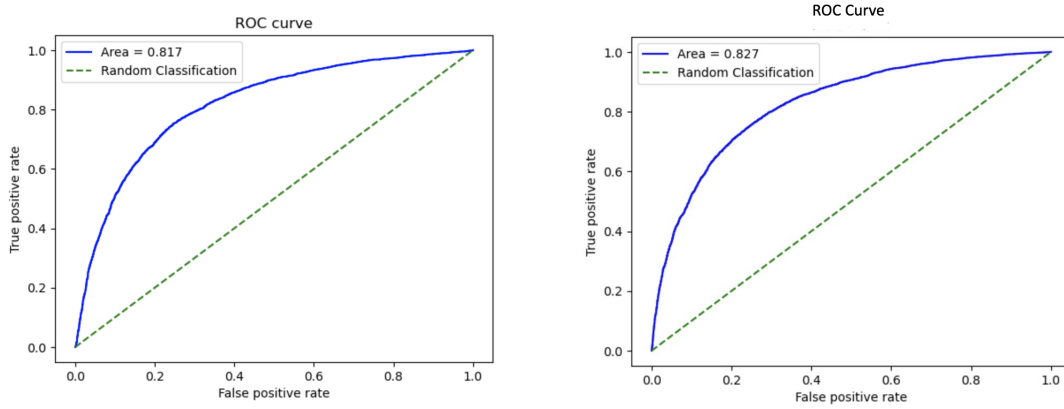 ROC curve
Area = 0.817
Random Classification
1.0
0.8
0.6
0.4
0.2
0.0
True positive rate
0.0 0.2 0.4 0.6 0.8 1.0
False positive rate
ROC Curve
Area = 0.827
Random Classification
1.0
0.8
0.6
0.4
0.2
0.0
True positive rate
0.0 0.2 0.4 0.6 0.8 1.0
False positive rate